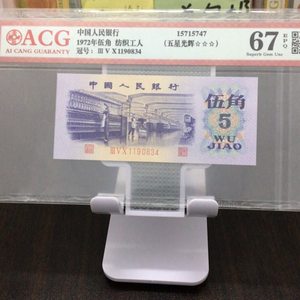 ACG
AI CANG GUARANTY
中国人民银行
1972年伍角 纺织工人
冠号: III V X 1190834
15715747
(五星光辉☆☆☆)
67 EPQ
Superb Gem Unc
中国人民银行
伍角
5
WU
JIAO
III V X 1190834